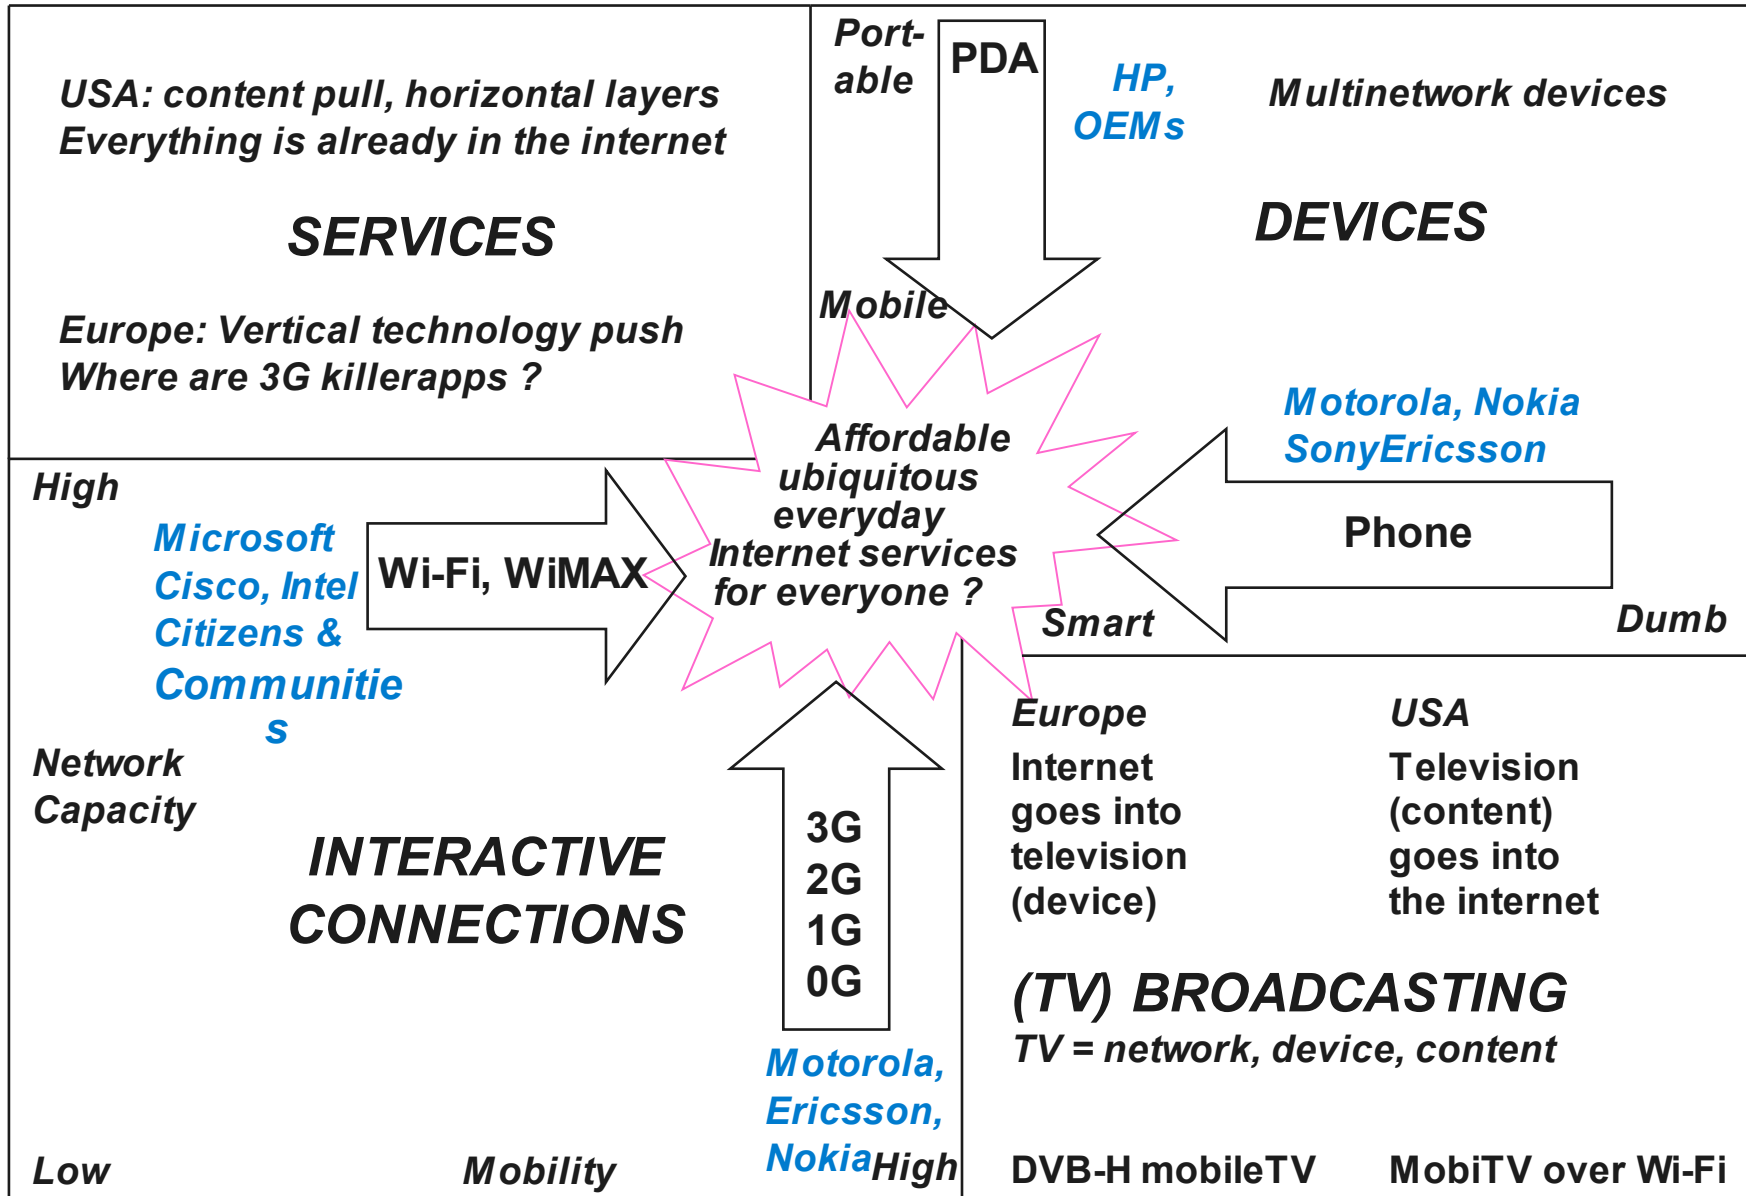 USA: content pull, horizontal layers
Everything is already in the internet
SERVICES
Europe: Vertical technology push
Where are 3G killerapps ?
Port-
able
PDA
HP,
OEMs
Multinetwork devices
DEVICES
Mobile
Motorola, Nokia
SonyEricsson
Phone
Smart
Dumb
Affordable
ubiquitous
everyday
Internet services
for everyone ?
High
Microsoft
Cisco, Intel
Citizens &
Communitie
s
Wi-Fi, WiMAX
Network
Capacity
INTERACTIVE
CONNECTIONS
3G
2G
1G
0G
Motorola,
Ericsson,
Nokia
Low
Mobility
High
Europe
Internet
goes into
television
(device)
USA
Television
(content)
goes into
the internet
(TV) BROADCASTING
TV = network, device, content
DVB-H mobileTV
MobiTV over Wi-Fi